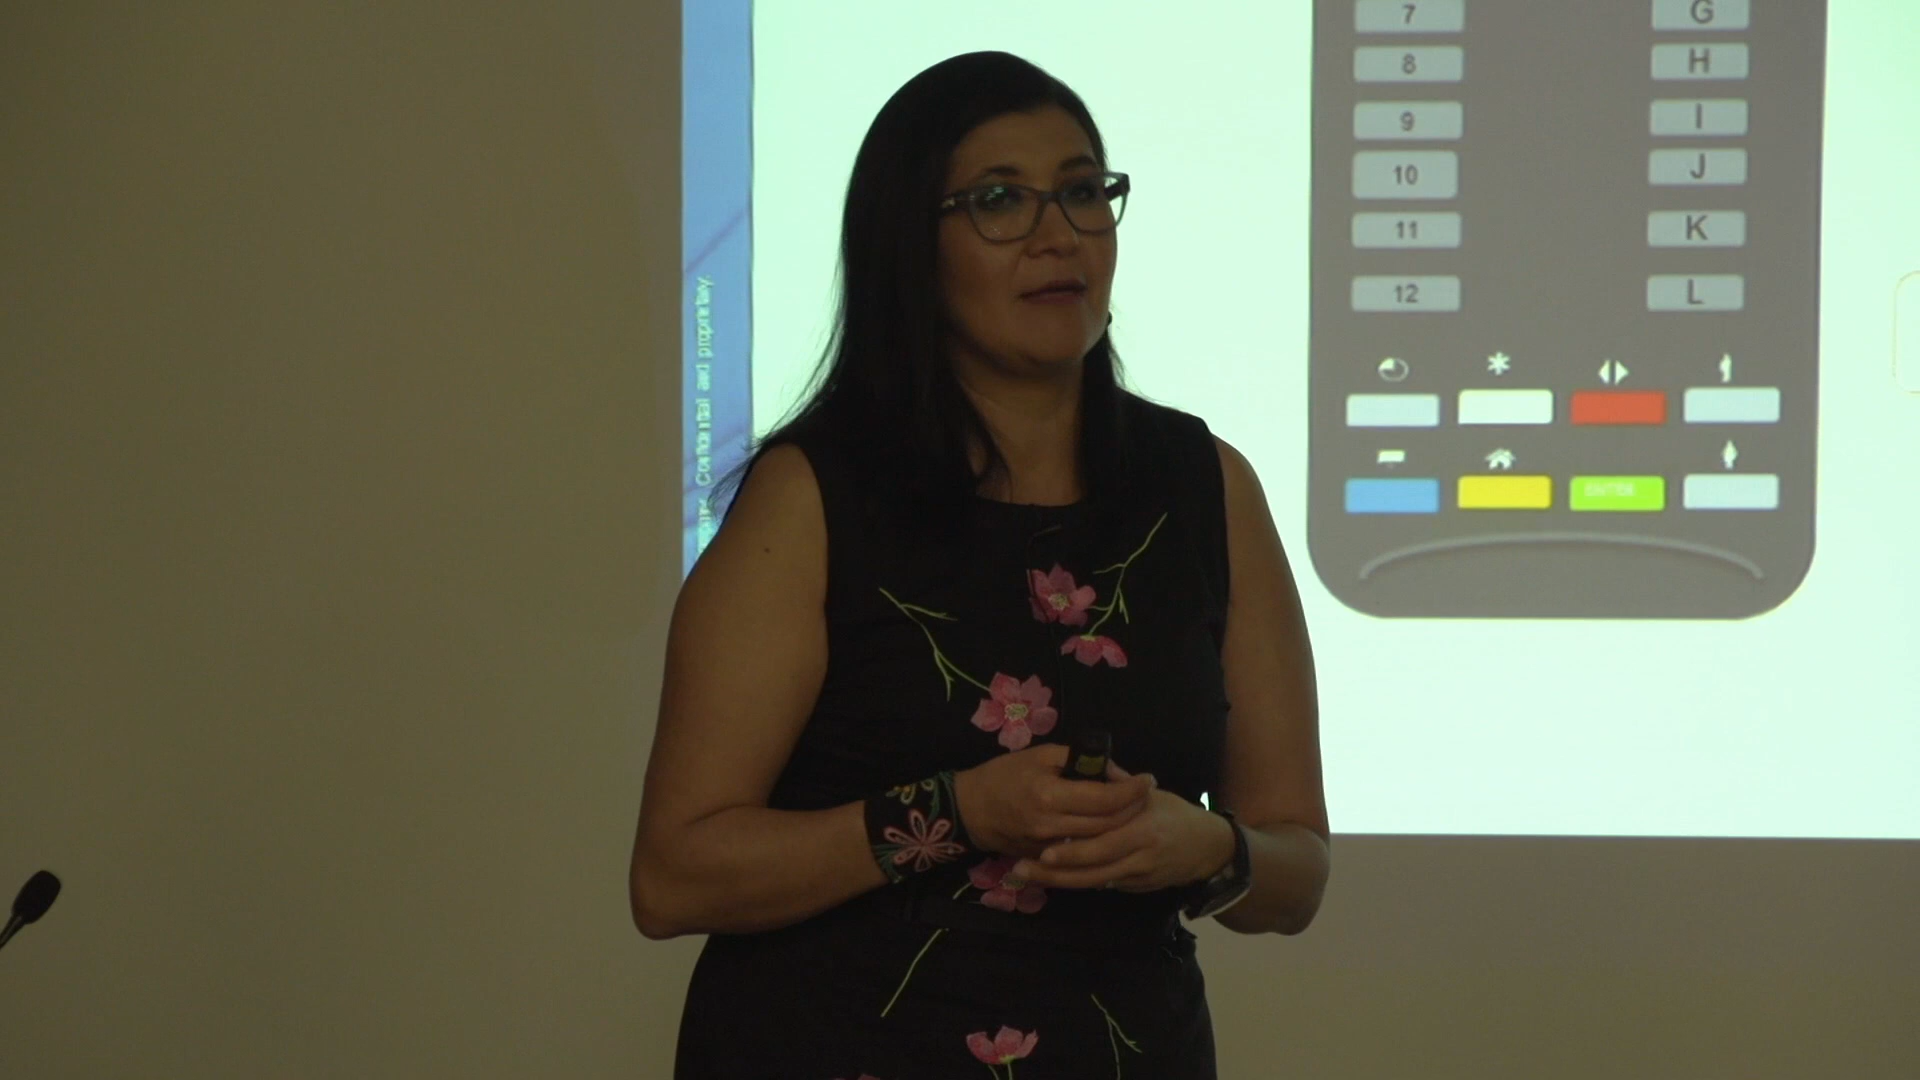 7 G
8 H
9 I
10 J
11 K
12 L
ENTER
Confidential and proprietary.